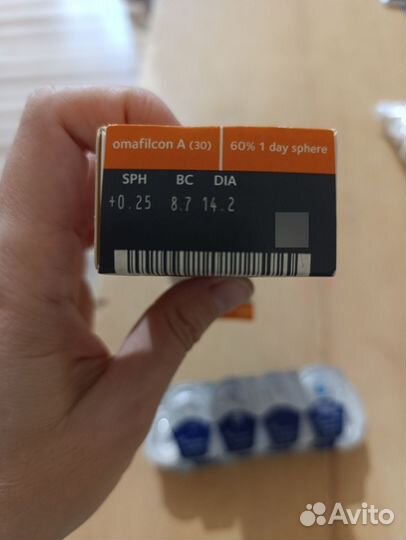 omafilcon A (30) 60% 1 day sphere
SPH BC DIA
+0.25 8.7 14.2
Avito